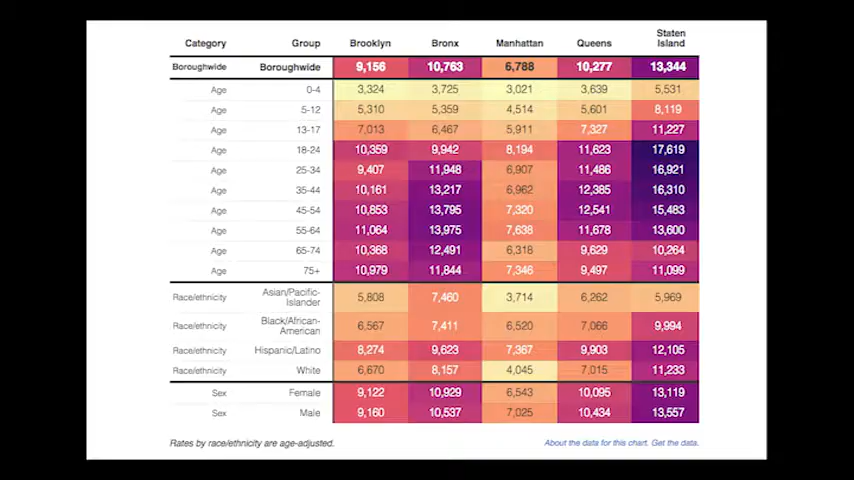 Category Group Brooklyn Bronx Manhattan Queens Staten Island
Boroughwide Boroughwide 9,156 10,763 6,788 10,277 13,344
Age 0-4 3,324 3,725 3,021 3,639 5,531
Age 5-12 5,310 5,359 4,514 5,601 8,119
Age 13-17 7,013 6,467 5,911 7,327 11,227
Age 18-24 10,359 9,942 8,194 11,623 17,619
Age 25-34 9,407 11,948 6,907 11,486 16,921
Age 35-44 10,161 13,217 6,962 12,385 16,310
Age 45-54 10,853 13,795 7,320 12,541 15,483
Age 55-64 11,064 13,975 7,638 11,678 13,600
Age 65-74 10,368 12,491 6,318 9,629 10,264
Age 75+ 10,979 11,844 7,346 9,497 11,099
Race/ethnicity Asian/Pacific-Islander 5,808 7,460 3,714 6,262 5,969
Race/ethnicity Black/African-American 6,567 7,411 6,520 7,066 9,994
Race/ethnicity Hispanic/Latino 8,274 9,623 7,367 9,903 12,105
Race/ethnicity White 6,670 8,157 4,045 7,015 11,233
Sex Female 9,122 10,929 6,543 10,095 13,119
Sex Male 9,160 10,537 7,025 10,434 13,557
Rates by race/ethnicity are age-adjusted. About the data for this chart. Get the data.